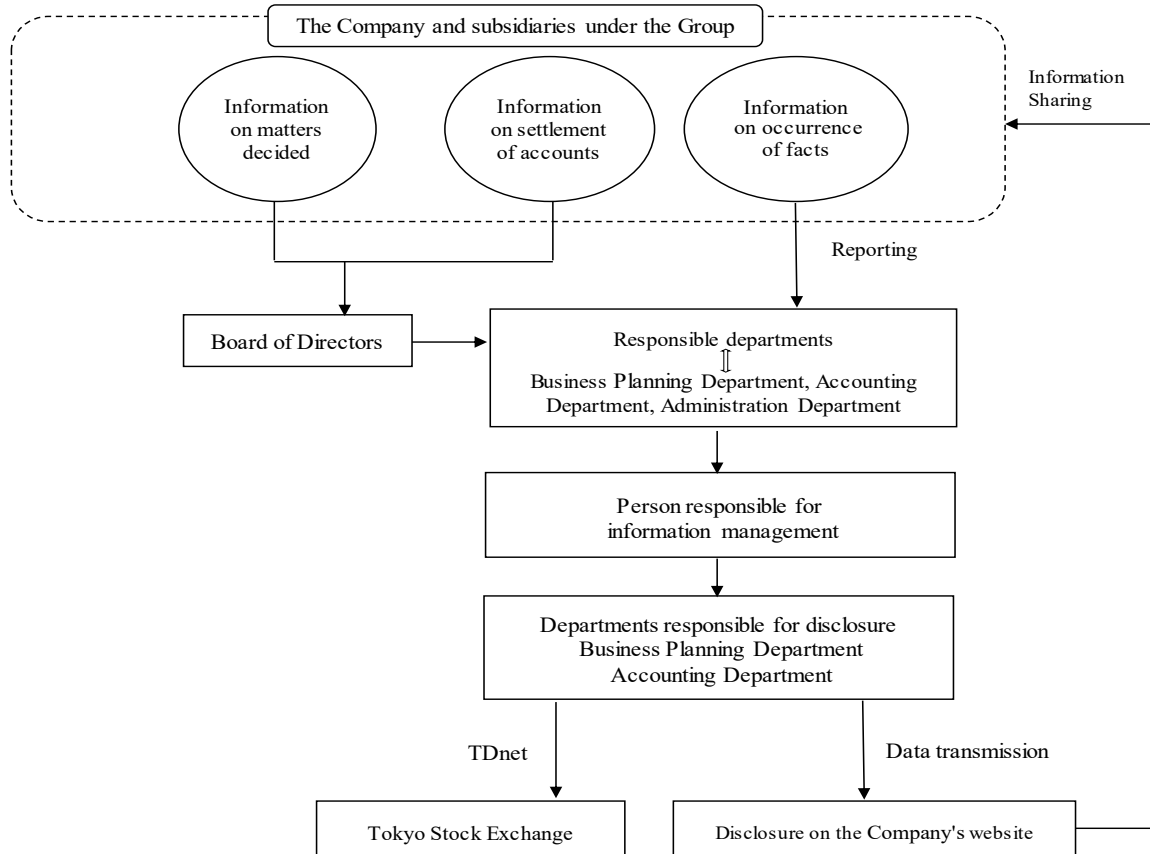 The Company and subsidiaries under the Group
Information
on matters
decided
Information
on settlement
of accounts
Information
on occurrence
of facts
Information
Sharing
Reporting
Board of Directors
Responsible departments
⇕
Business Planning Department, Accounting
Department, Administration Department
Person responsible for
information management
Departments responsible for disclosure
Business Planning Department
Accounting Department
TDnet
Data transmission
Tokyo Stock Exchange
Disclosure on the Company's website